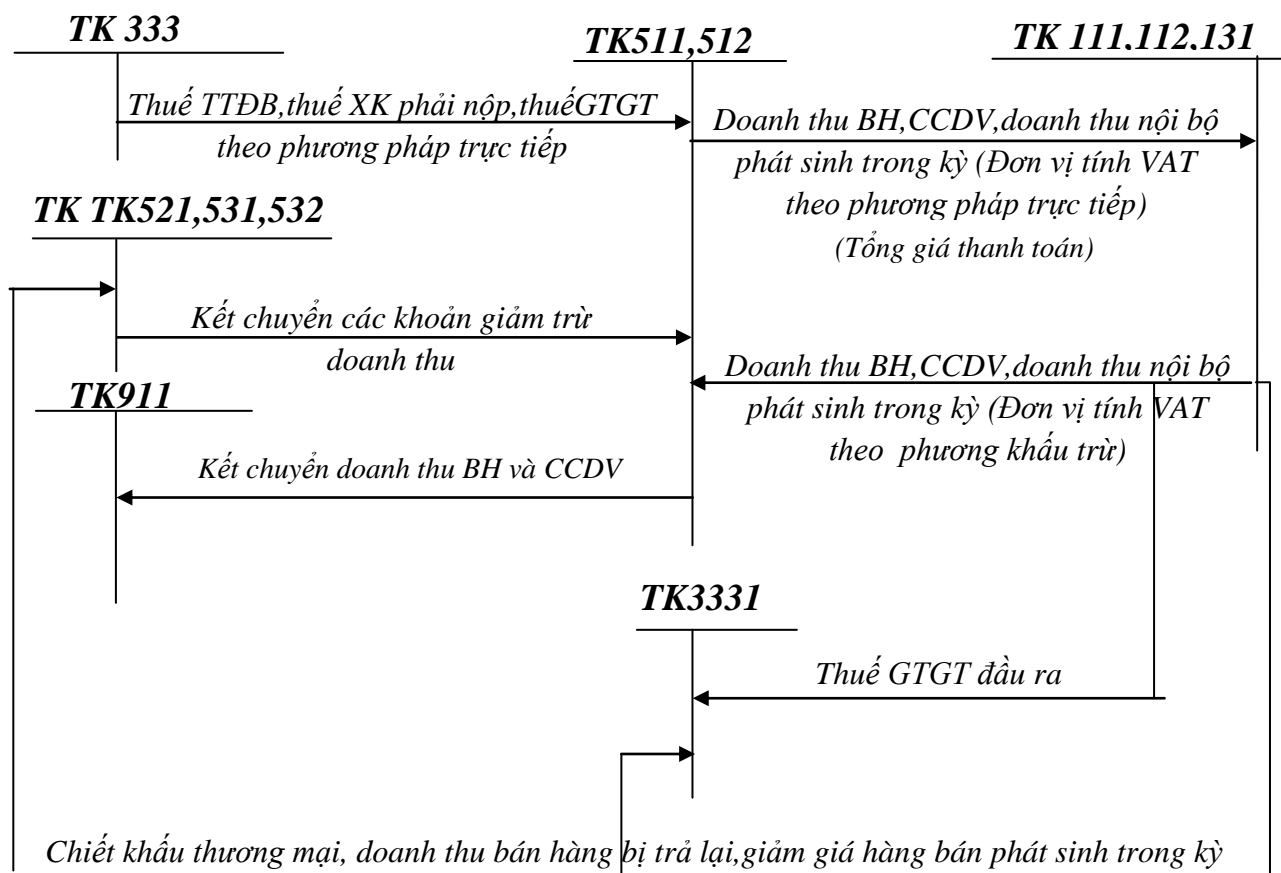 TK 333
TK511,512
TK 111,112,131
Thuế TTĐB,thuế XK phải nộp,thuếGTGT
theo phương pháp trực tiếp
Doanh thu BH,CCDV,doanh thu nội bộ
phát sinh trong kỳ (Đơn vị tính VAT
theo phương pháp trực tiếp)
(Tổng giá thanh toán)
TK TK521,531,532
Kết chuyển các khoản giảm trừ
doanh thu
Doanh thu BH,CCDV,doanh thu nội bộ
phát sinh trong kỳ (Đơn vị tính VAT
theo phương khấu trừ)
TK911
Kết chuyển doanh thu BH và CCDV
TK3331
Thuế GTGT đầu ra
Chiết khấu thương mại, doanh thu bán hàng bị trả lại,giảm giá hàng bán phát sinh trong kỳ